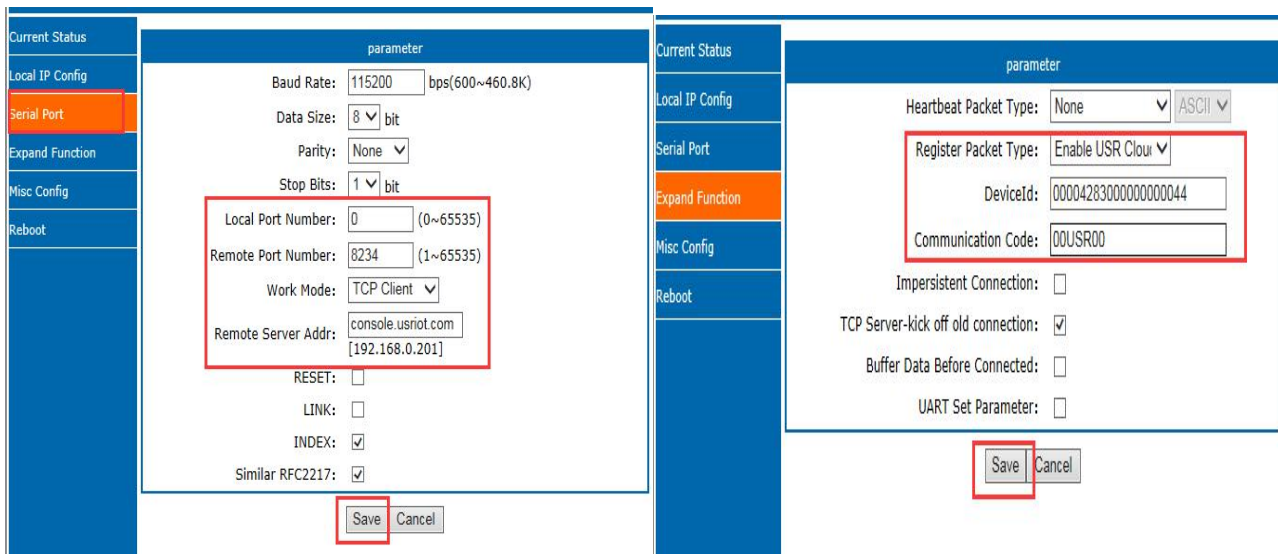 Current Status
Local IP Config
Serial Port
Expand Function
Misc Config
Reboot
parameter
Baud Rate: 115200 bps(600~460.8K)
Data Size: 8 bit
Parity: None
Stop Bits: 1 bit
Local Port Number: 0 (0~65535)
Remote Port Number: 8234 (1~65535)
Work Mode: TCP Client
Remote Server Addr: console.usriot.com
[192.168.0.201]
RESET:
LINK:
INDEX:
Similar RFC2217:
Save Cancel
Current Status
Local IP Config
Serial Port
Expand Function
Misc Config
Reboot
parameter
Heartbeat Packet Type: None ASCII
Register Packet Type: Enable USR Clou
DeviceId: 00004283000000000044
Communication Code: 00USR00
Impersistent Connection:
TCP Server-kick off old connection:
Buffer Data Before Connected:
UART Set Parameter:
Save Cancel